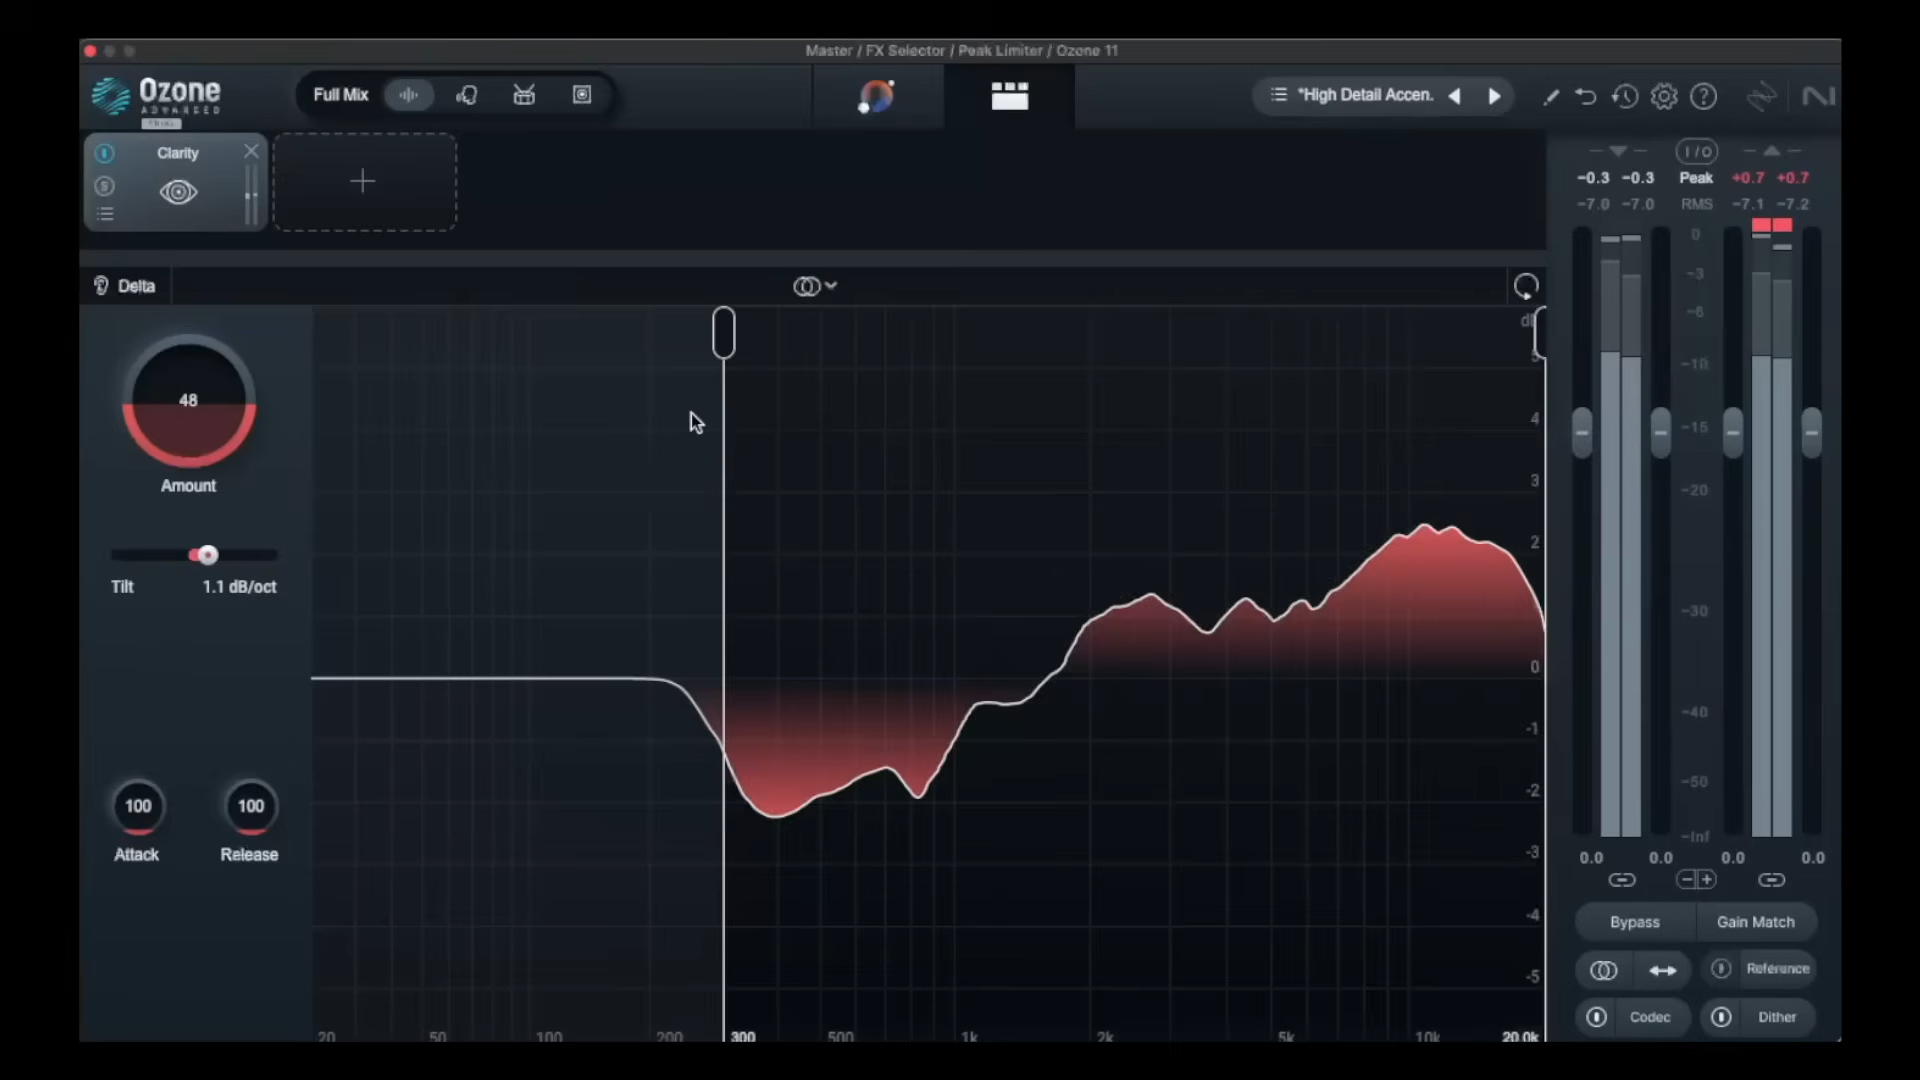 Master / FX Selector / Peak Limiter / Ozone 11
Ozone
ADVANCED
Full Mix
*High Detail Accen.
Clarity
I/O
-0.3 -0.3 Peak +0.7 +0.7
-7.0 -7.0 RMS -7.1 -7.2
Delta
48
Amount
Tilt 1.1 dB/oct
100 100
Attack Release
5
4
3
2
0
-1
-2
-3
-4
-5
20 50 100 200 300 500 1k 2k 5k 10k 20.0k
0
-3
-6
-10
-15
-20
-30
-40
-50
-Inf
0.0 0.0 0.0 0.0
Bypass Gain Match
Reference
Codec Dither